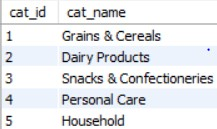 cat_id cat_name
1 Grains & Cereals
2 Dairy Products
3 Snacks & Confectioneries
4 Personal Care
5 Household